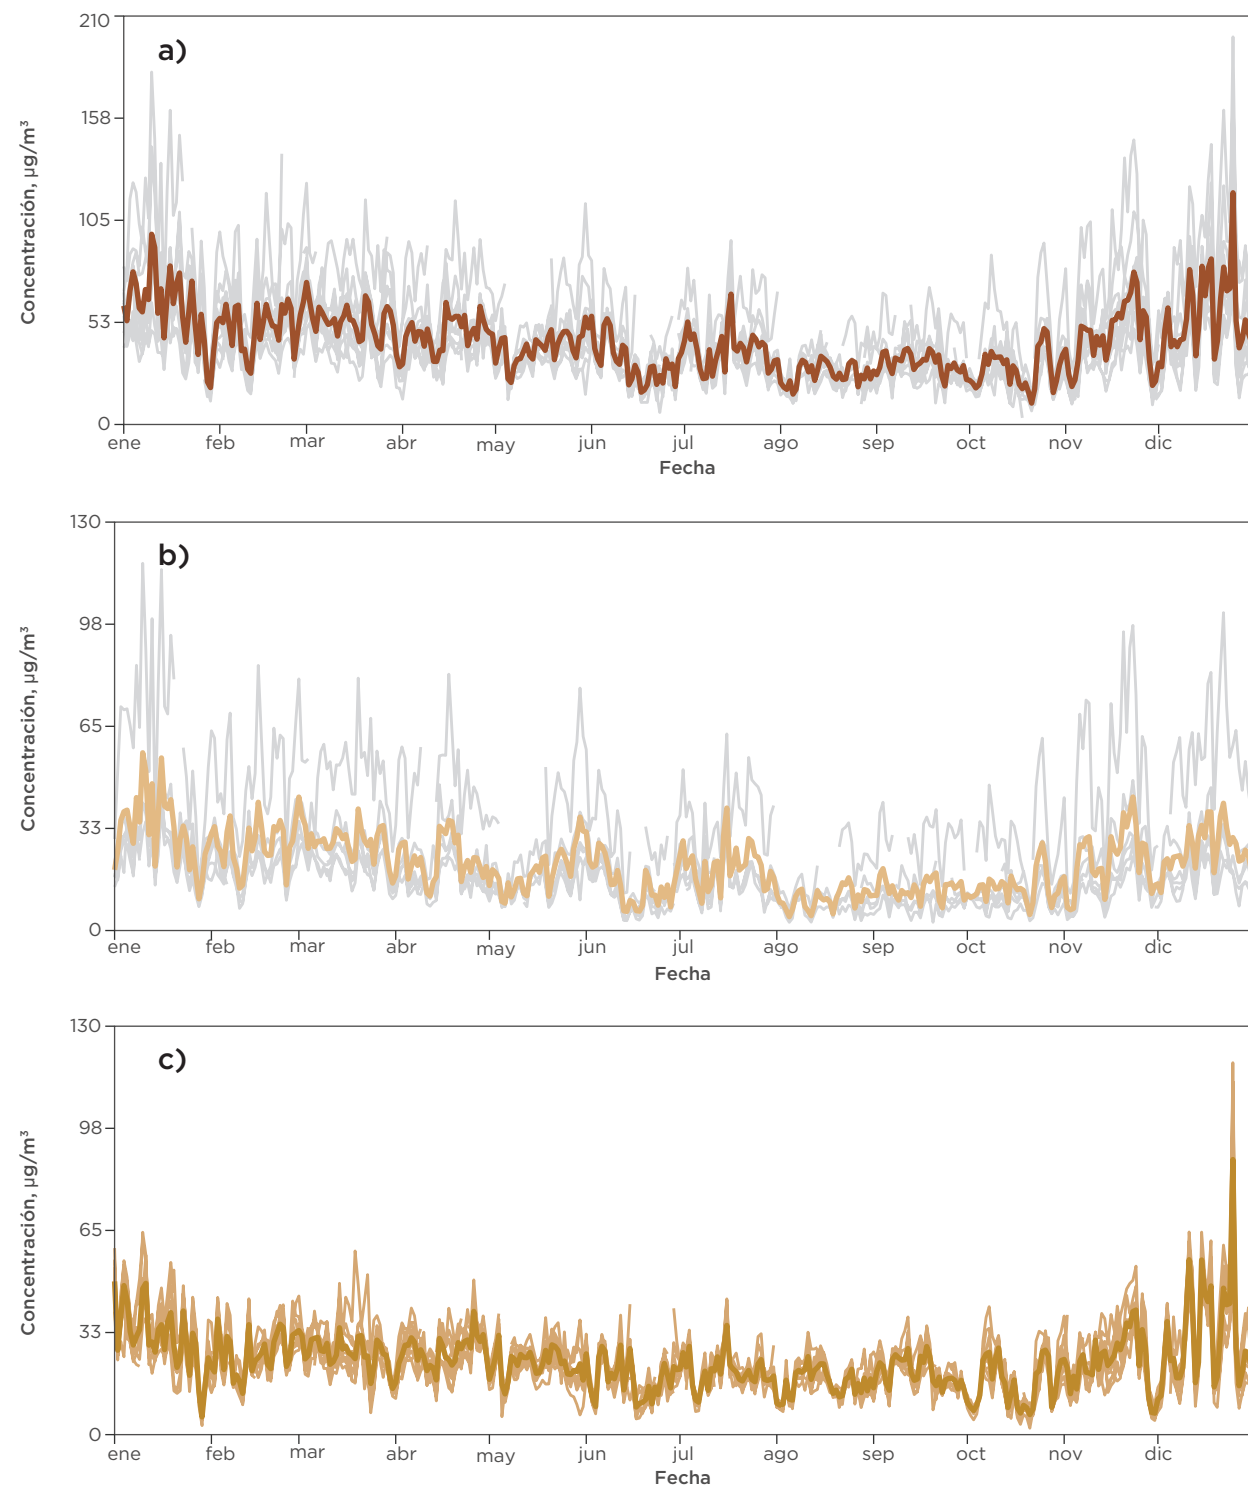 a)
Concentración, µg/m³
210
158
105
53
0
ene feb mar abr may jun jul ago sep oct nov dic
Fecha
b)
Concentración, µg/m³
130
98
65
33
0
ene feb mar abr may jun jul ago sep oct nov dic
Fecha
c)
Concentración, µg/m³
130
98
65
33
0
ene feb mar abr may jun jul ago sep oct nov dic
Fecha